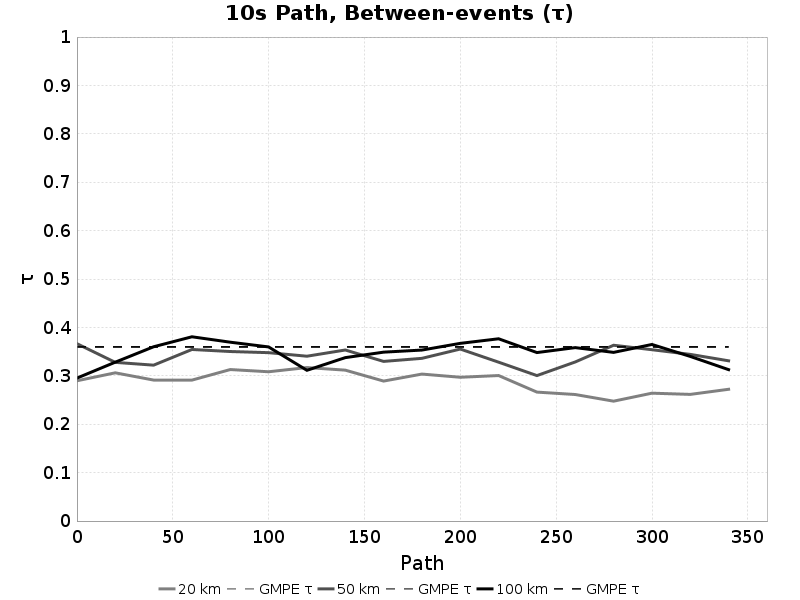 10s Path, Between-events (τ)
1
0.9
0.8
0.7
0.6
0.5
τ
0.4
0.3
0.2
0.1
0
0 50 100 150 200 250 300 350
Path
20 km GMPE τ 50 km GMPE τ 100 km GMPE τ